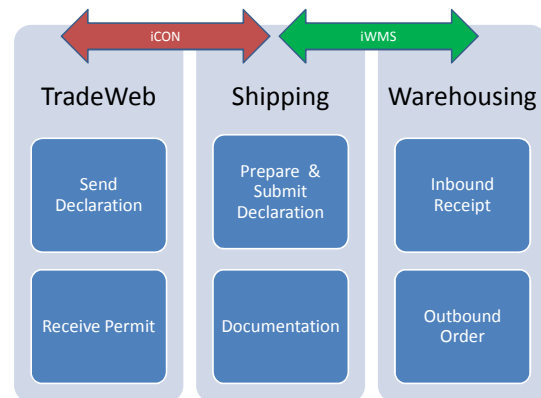 iCON
iWMS
TradeWeb
Shipping
Warehousing
Send
Declaration
Prepare &
Submit
Declaration
Inbound
Receipt
Receive Permit
Documentation
Outbound
Order